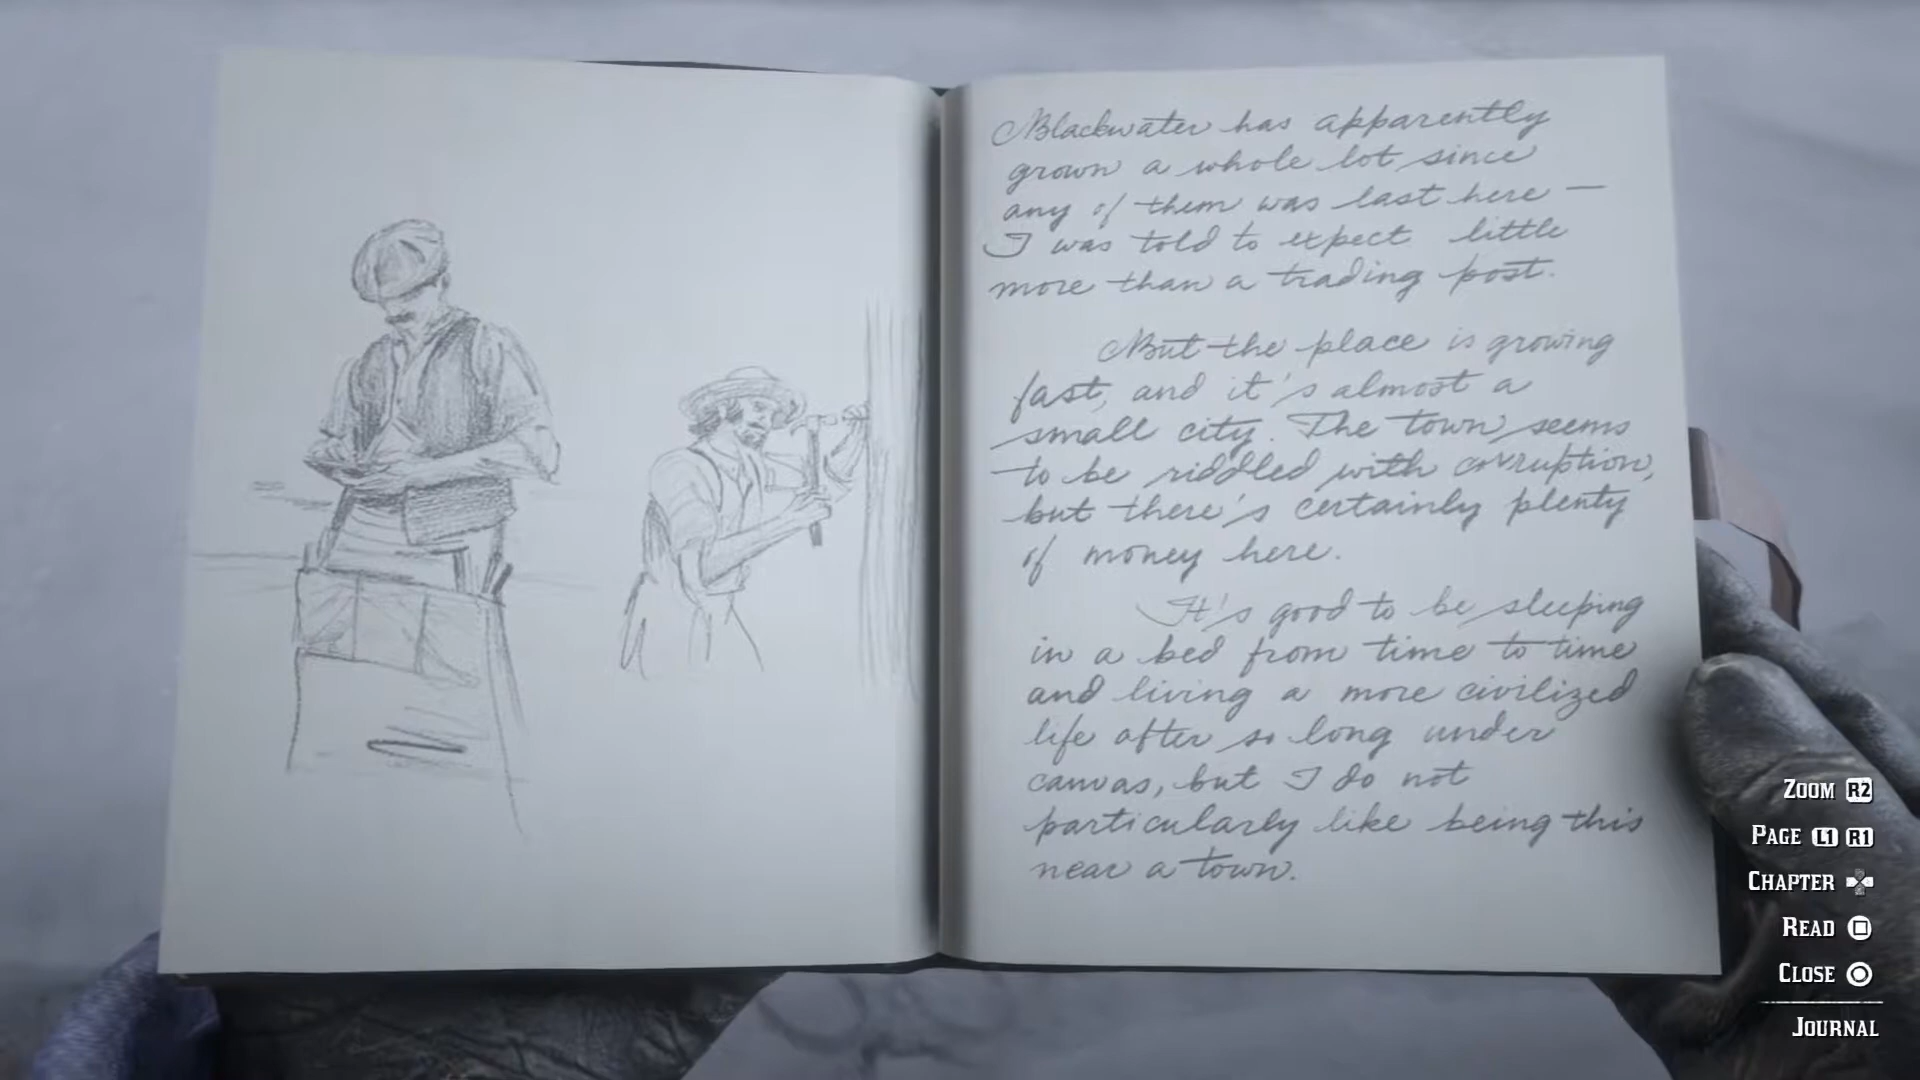 Blackwater has apparently
grown a whole lot since
any of them was last here —
I was told to expect little
more than a trading post.
But the place is growing
fast, and it's almost a
small city. The town seems
to be riddled with corruption,
but there's certainly plenty
of money here.
It's good to be sleeping
in a bed from time to time
and living a more civilized
life after so long under
canvas, but I do not
particularly like being this
near a town.
ZOOM R2
PAGE L1 R1
CHAPTER
READ
CLOSE
JOURNAL